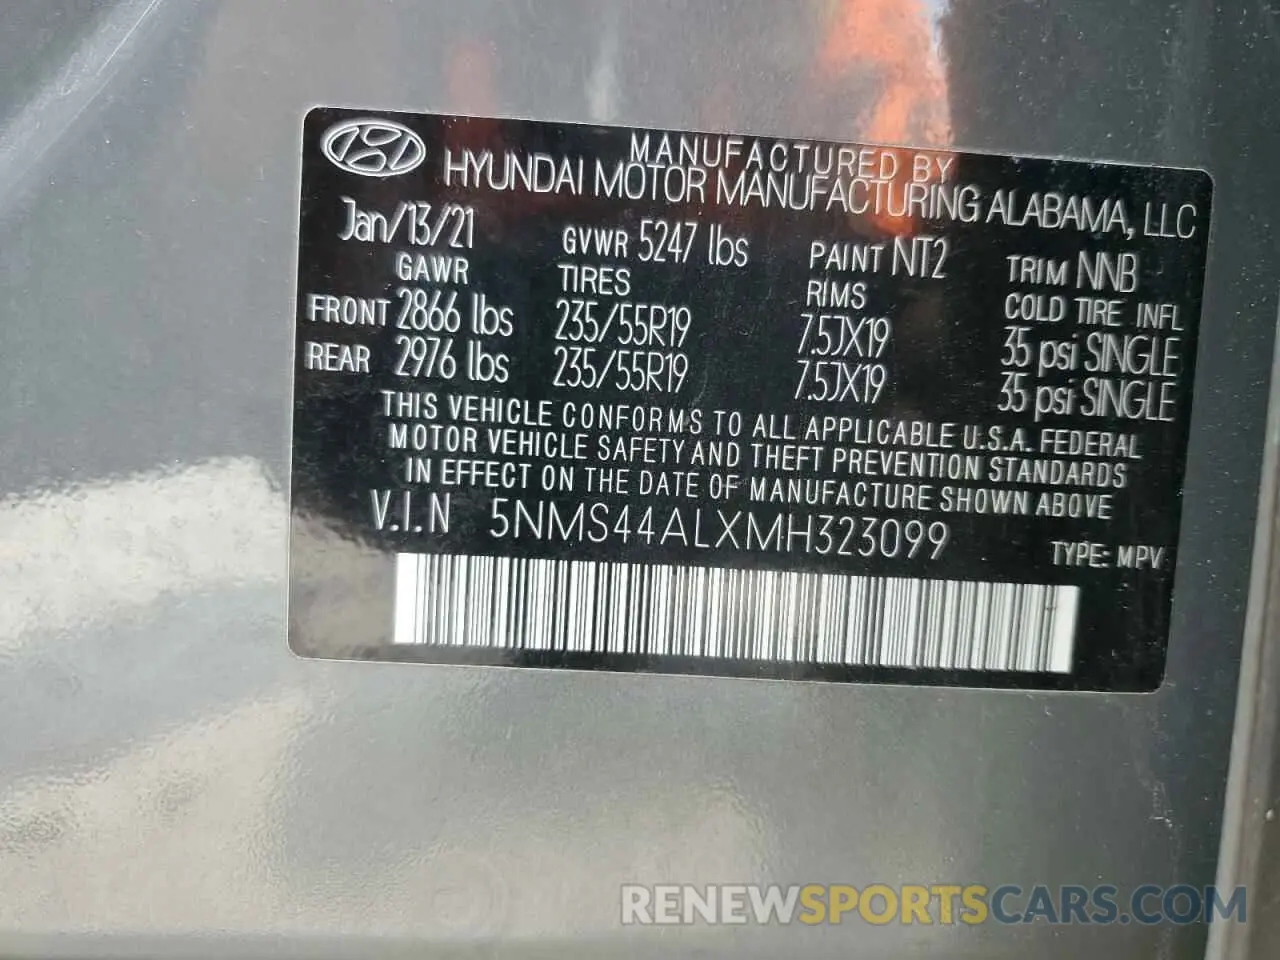 MANUFACTURED BY
HYUNDAI MOTOR MANUFACTURING ALABAMA, LLC
Jan/13/21 GVWR 5247 lbs PAINT NT2 TRIM NNB
GAWR TIRES RIMS COLD TIRE INFL
FRONT 2866 lbs 235/55R19 7.5JX19 35 psi SINGLE
REAR 2976 lbs 235/55R19 7.5JX19 35 psi SINGLE
THIS VEHICLE CONFORMS TO ALL APPLICABLE U.S.A. FEDERAL
MOTOR VEHICLE SAFETY AND THEFT PREVENTION STANDARDS
IN EFFECT ON THE DATE OF MANUFACTURE SHOWN ABOVE
V.I.N 5NMS44ALXMH323099 TYPE: MPV
RENEWSPORTSCARS.COM